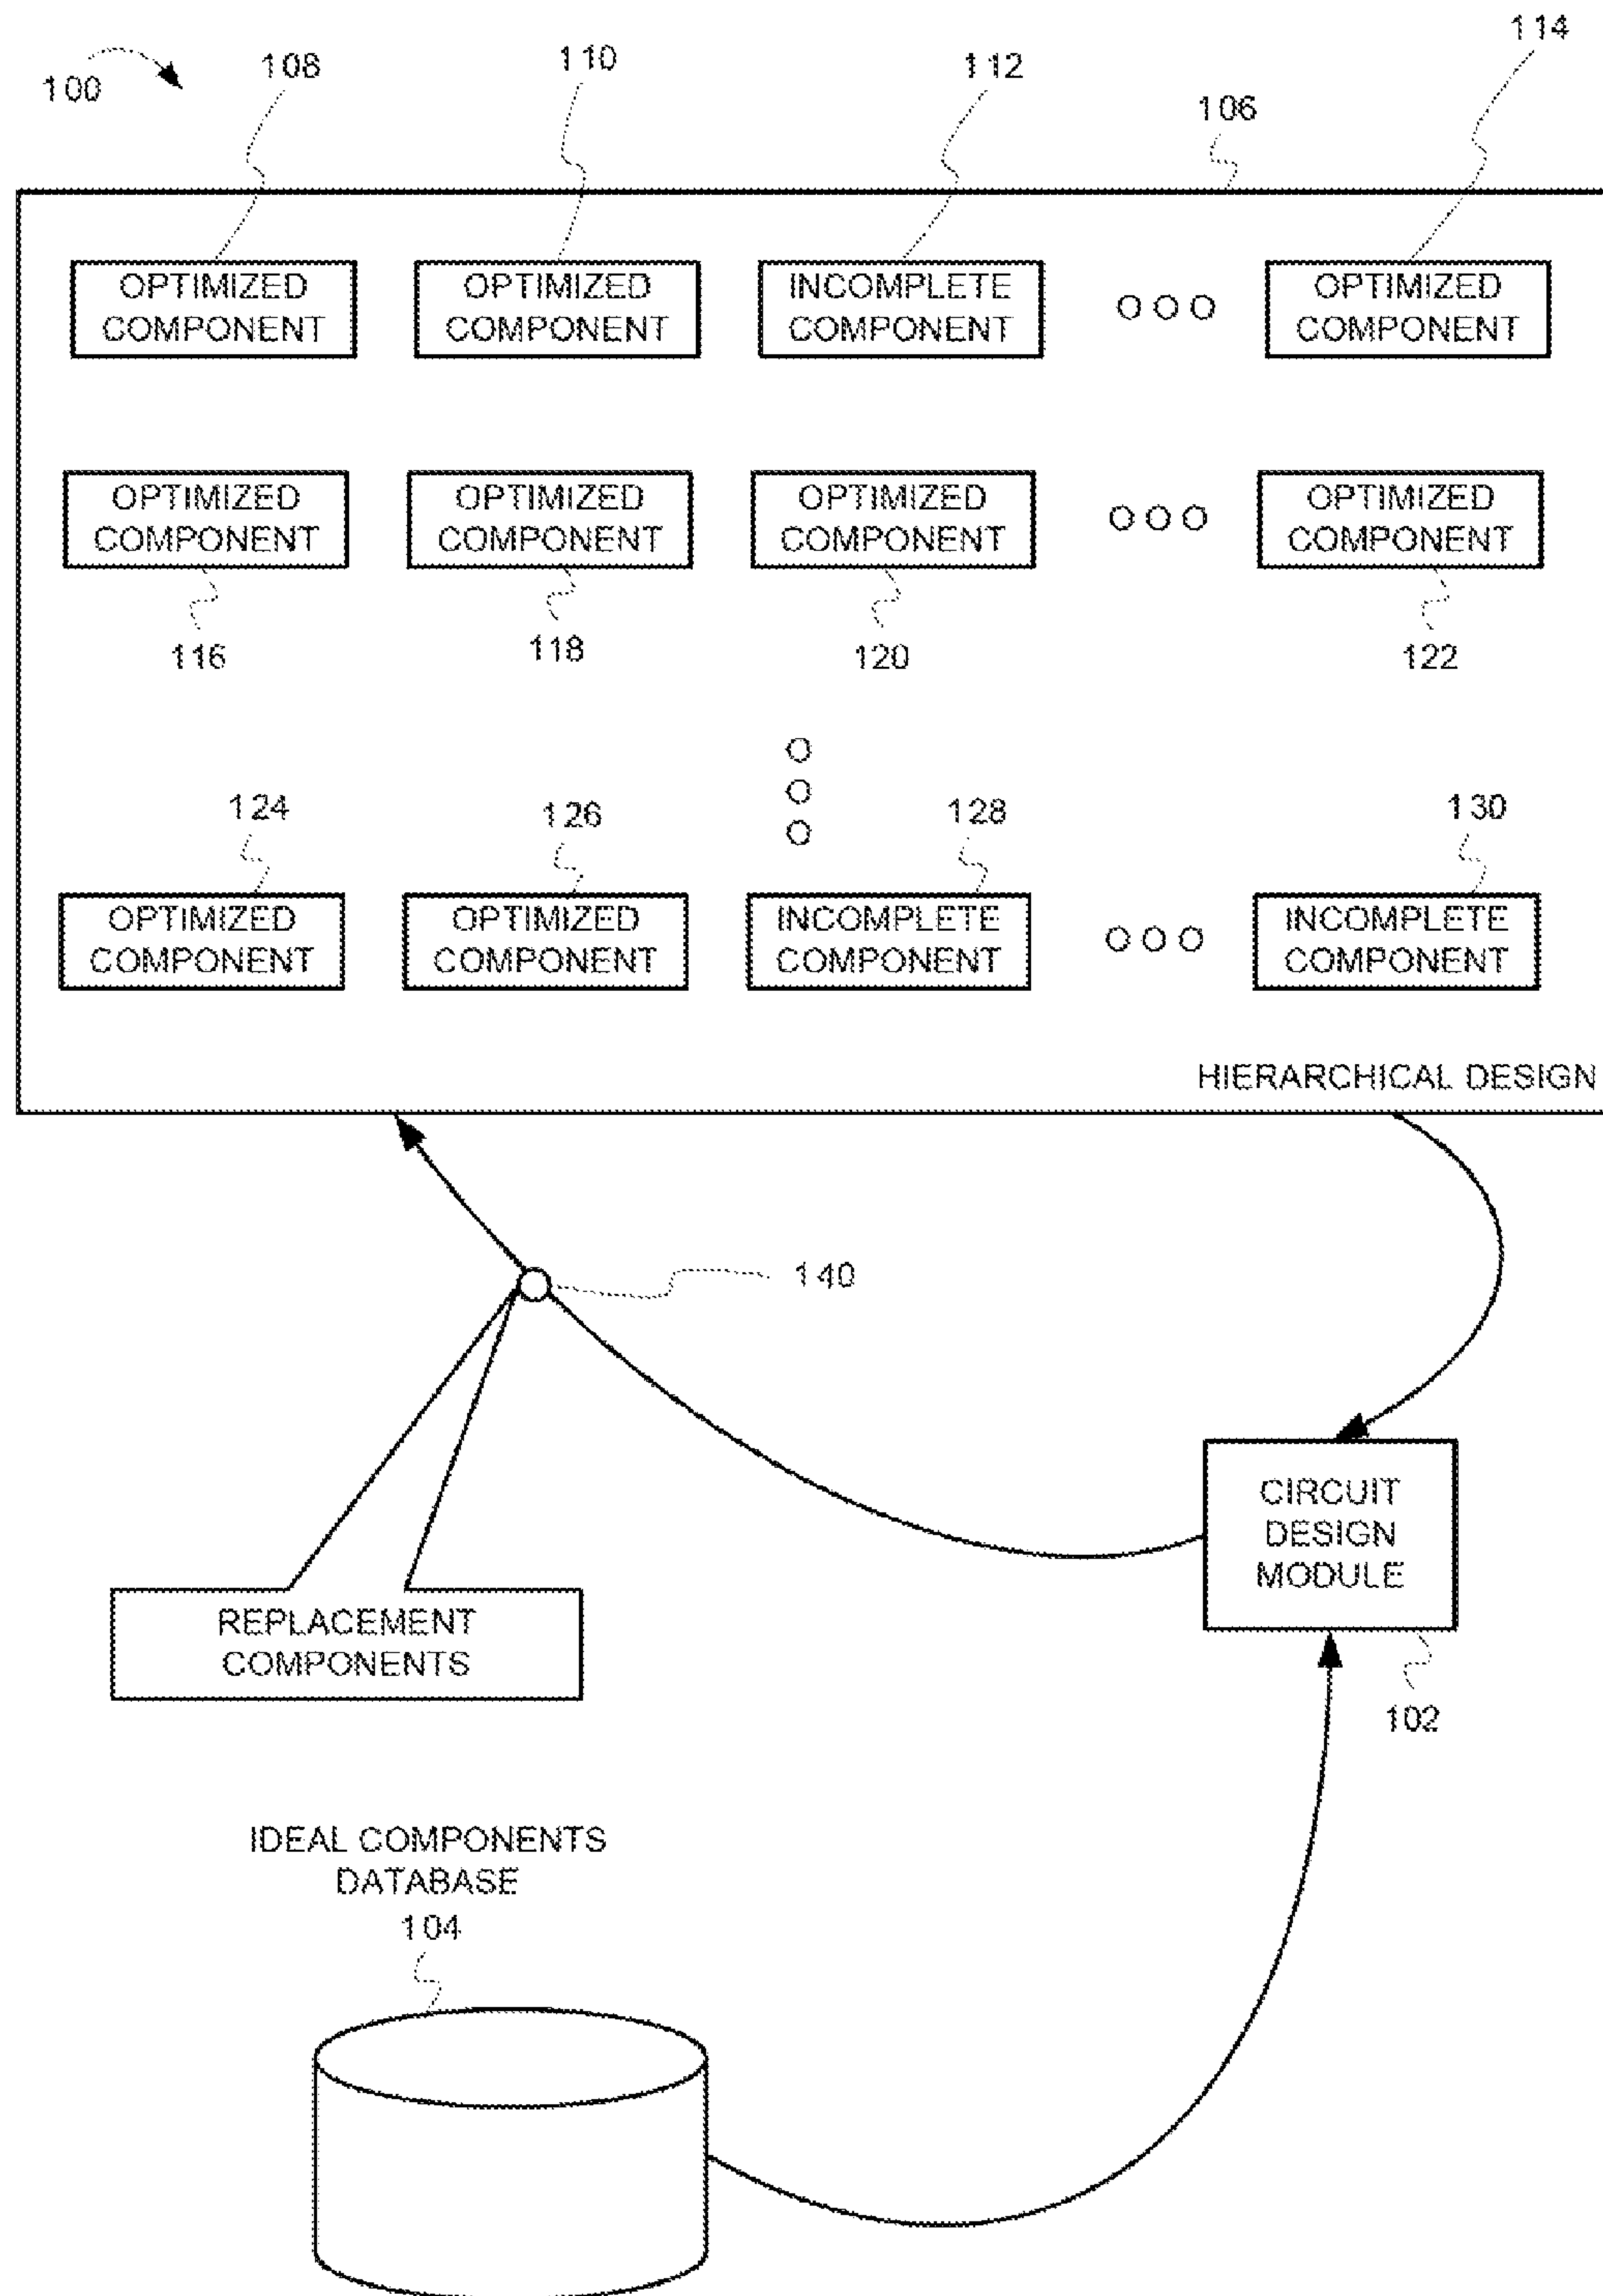 100
108
110
112
114
106
OPTIMIZED
COMPONENT
OPTIMIZED
COMPONENT
INCOMPLETE
COMPONENT
OPTIMIZED
COMPONENT
OPTIMIZED
COMPONENT
OPTIMIZED
COMPONENT
OPTIMIZED
COMPONENT
OPTIMIZED
COMPONENT
116
118
120
122
124
126
128
130
OPTIMIZED
COMPONENT
OPTIMIZED
COMPONENT
INCOMPLETE
COMPONENT
INCOMPLETE
COMPONENT
HIERARCHICAL DESIGN
140
CIRCUIT
DESIGN
MODULE
REPLACEMENT
COMPONENTS
102
IDEAL COMPONENTS
DATABASE
104